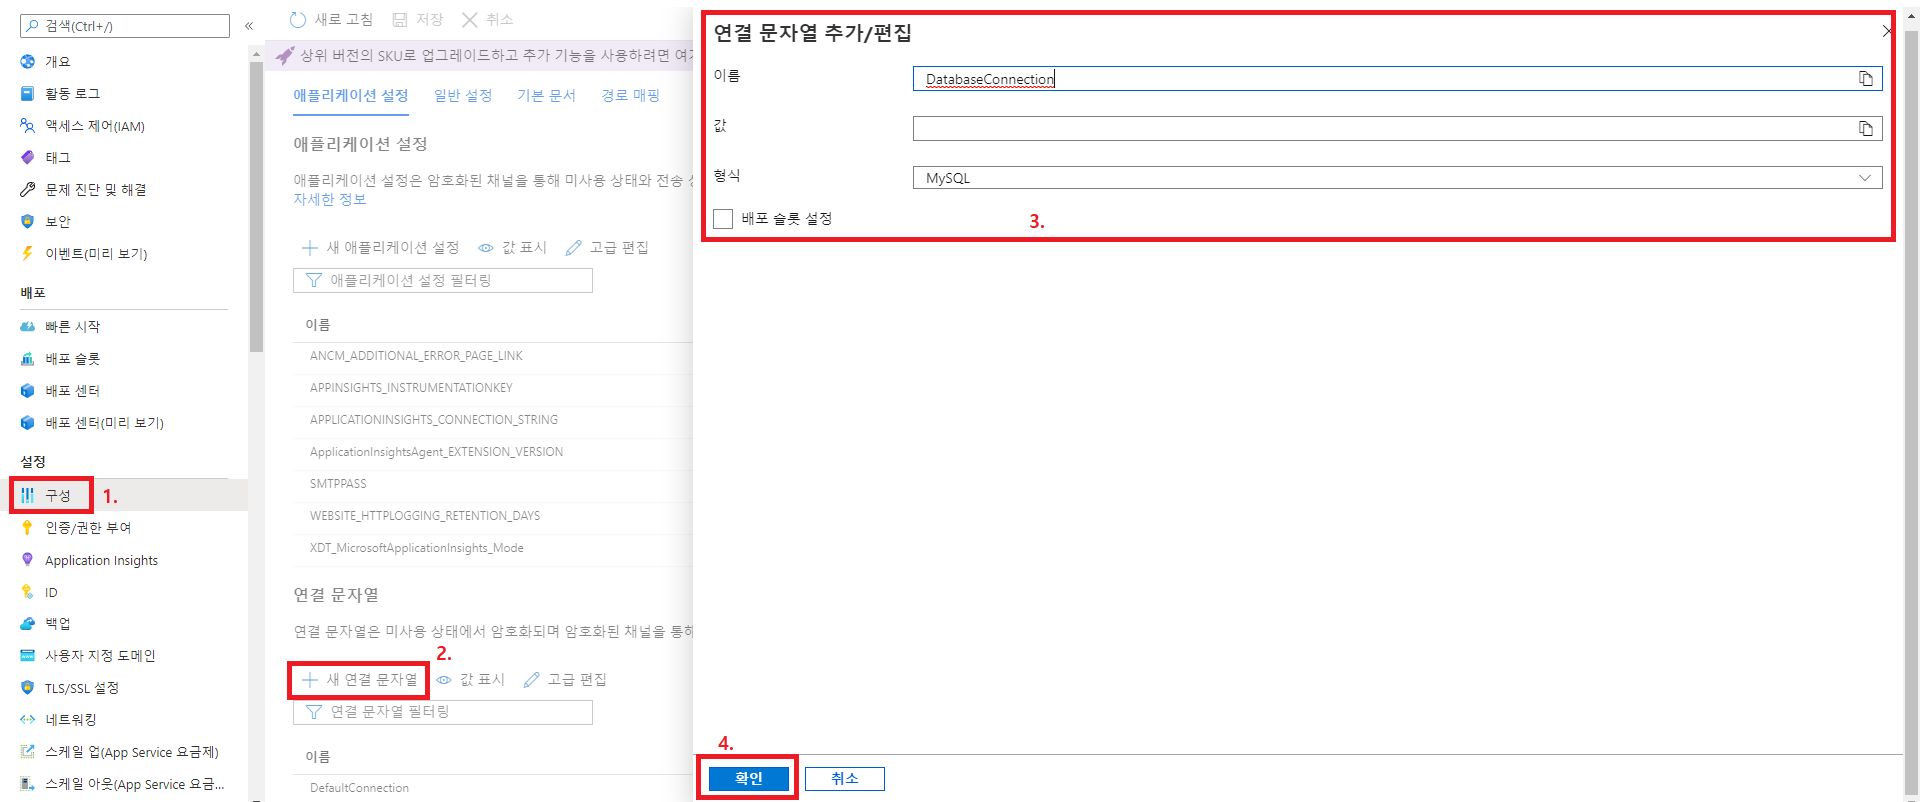 검색(Ctrl+/)
«
개요
활동 로그
액세스 제어(IAM)
태그
문제 진단 및 해결
보안
이벤트(미리 보기)
배포
빠른 시작
배포 슬롯
배포 센터
배포 센터(미리 보기)
설정
구성
1.
인증/권한 부여
Application Insights
ID
백업
사용자 지정 도메인
TLS/SSL 설정
네트워킹
스케일 업(App Service 요금제)
스케일 아웃(App Service 요금...
새로 고침 저장 취소
상위 버전의 SKU로 업그레이드하고 추가 기능을 사용하려면 여기
애플리케이션 설정 일반 설정 기본 문서 경로 매핑
애플리케이션 설정
애플리케이션 설정은 암호화된 채널을 통해 미사용 상태와 전송
자세한 정보
새 애플리케이션 설정 값 표시 고급 편집
애플리케이션 설정 필터링
이름
ANCM_ADDITIONAL_ERROR_PAGE_LINK
APPINSIGHTS_INSTRUMENTATIONKEY
APPLICATIONINSIGHTS_CONNECTION_STRING
ApplicationInsightsAgent_EXTENSION_VERSION
SMTPPASS
WEBSITE_HTTPLOGGING_RETENTION_DAYS
XDT_MicrosoftApplicationInsights_Mode
연결 문자열
연결 문자열은 미사용 상태에서 암호화되며 암호화된 채널을 통해
2.
새 연결 문자열 값 표시 고급 편집
연결 문자열 필터링
이름
DefaultConnection
연결 문자열 추가/편집
이름
DatabaseConnection
값
형식
MySQL
배포 슬롯 설정
3.
4.
확인 취소